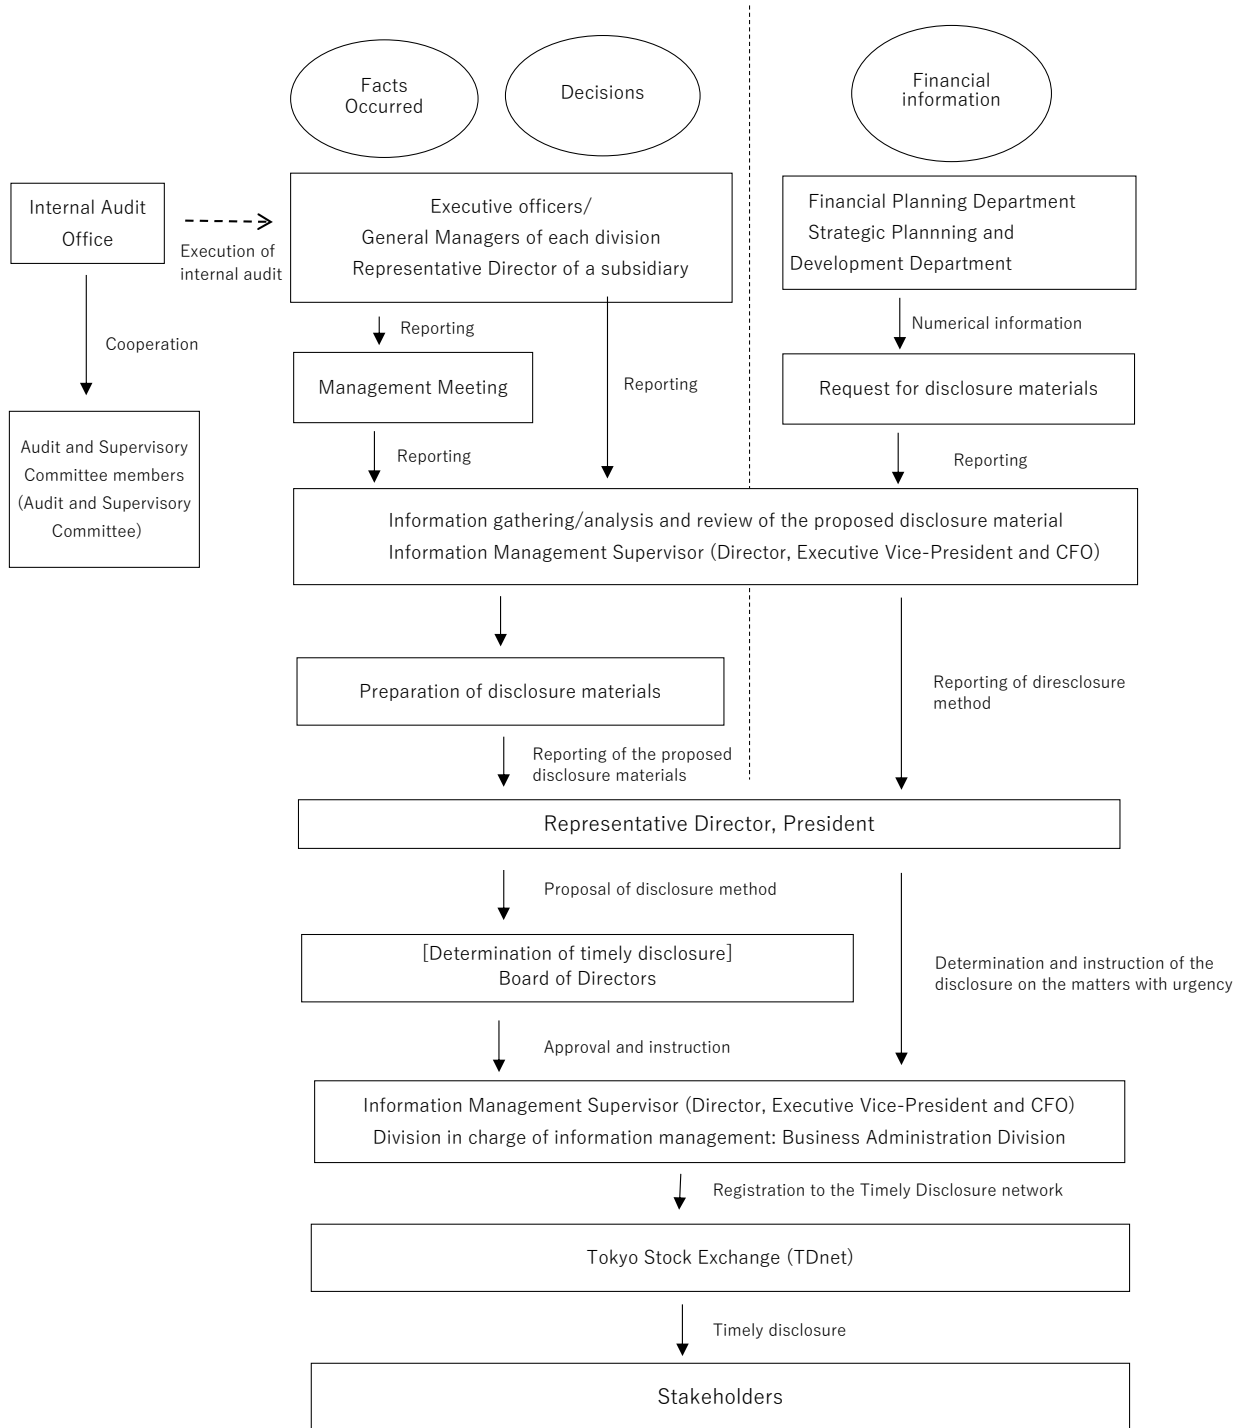 Facts
Occurred
Decisions
Financial
information
Internal Audit
Office
Execution of
internal audit
Executive officers/
General Managers of each division
Representative Director of a subsidiary
Financial Planning Department
Strategic Plannning and
Development Department
Cooperation
Reporting
Numerical information
Management Meeting
Reporting
Request for disclosure materials
Audit and Supervisory
Committee members
(Audit and Supervisory
Committee)
Reporting
Reporting
Information gathering/analysis and review of the proposed disclosure material
Information Management Supervisor (Director, Executive Vice-President and CFO)
Preparation of disclosure materials
Reporting of diresclosure
method
Reporting of the proposed
disclosure materials
Representative Director, President
Proposal of disclosure method
[Determination of timely disclosure]
Board of Directors
Determination and instruction of the
disclosure on the matters with urgency
Approval and instruction
Information Management Supervisor (Director, Executive Vice-President and CFO)
Division in charge of information management: Business Administration Division
Registration to the Timely Disclosure network
Tokyo Stock Exchange (TDnet)
Timely disclosure
Stakeholders